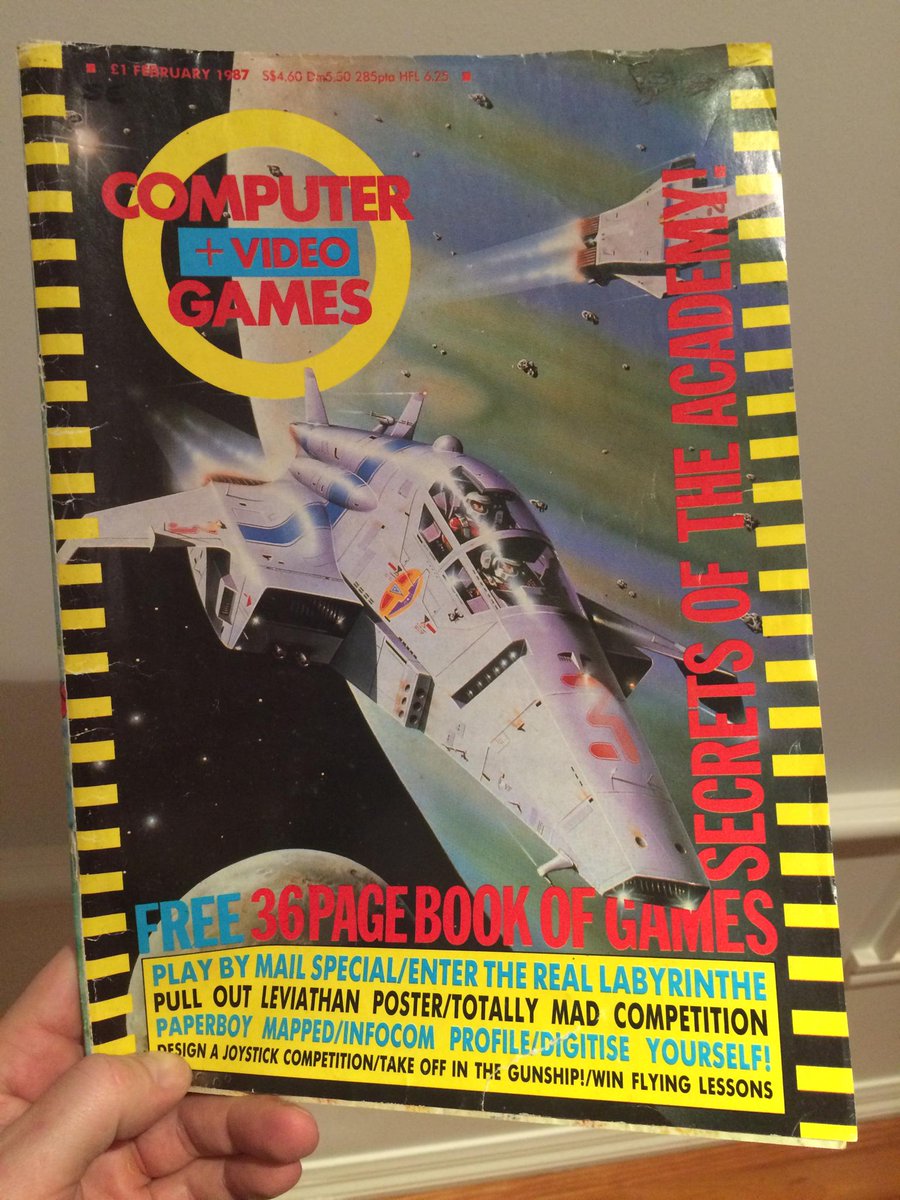 £1 FEBRUARY 1987 S$4.60 Dm5.50 285pta HFL 6.25
COMPUTER
+ VIDEO
GAMES
SECRETS OF THE ACADEMY!
FREE 36 PAGE BOOK OF GAMES
PLAY BY MAIL SPECIAL/ENTER THE REAL LABYRINTHE
PULL OUT LEVIATHAN POSTER/TOTALLY MAD COMPETITION
PAPERBOY MAPPED/INFOCOM PROFILE/DIGITISE YOURSELF!
DESIGN A JOYSTICK COMPETITION/TAKE OFF IN THE GUNSHIP!/WIN FLYING LESSONS